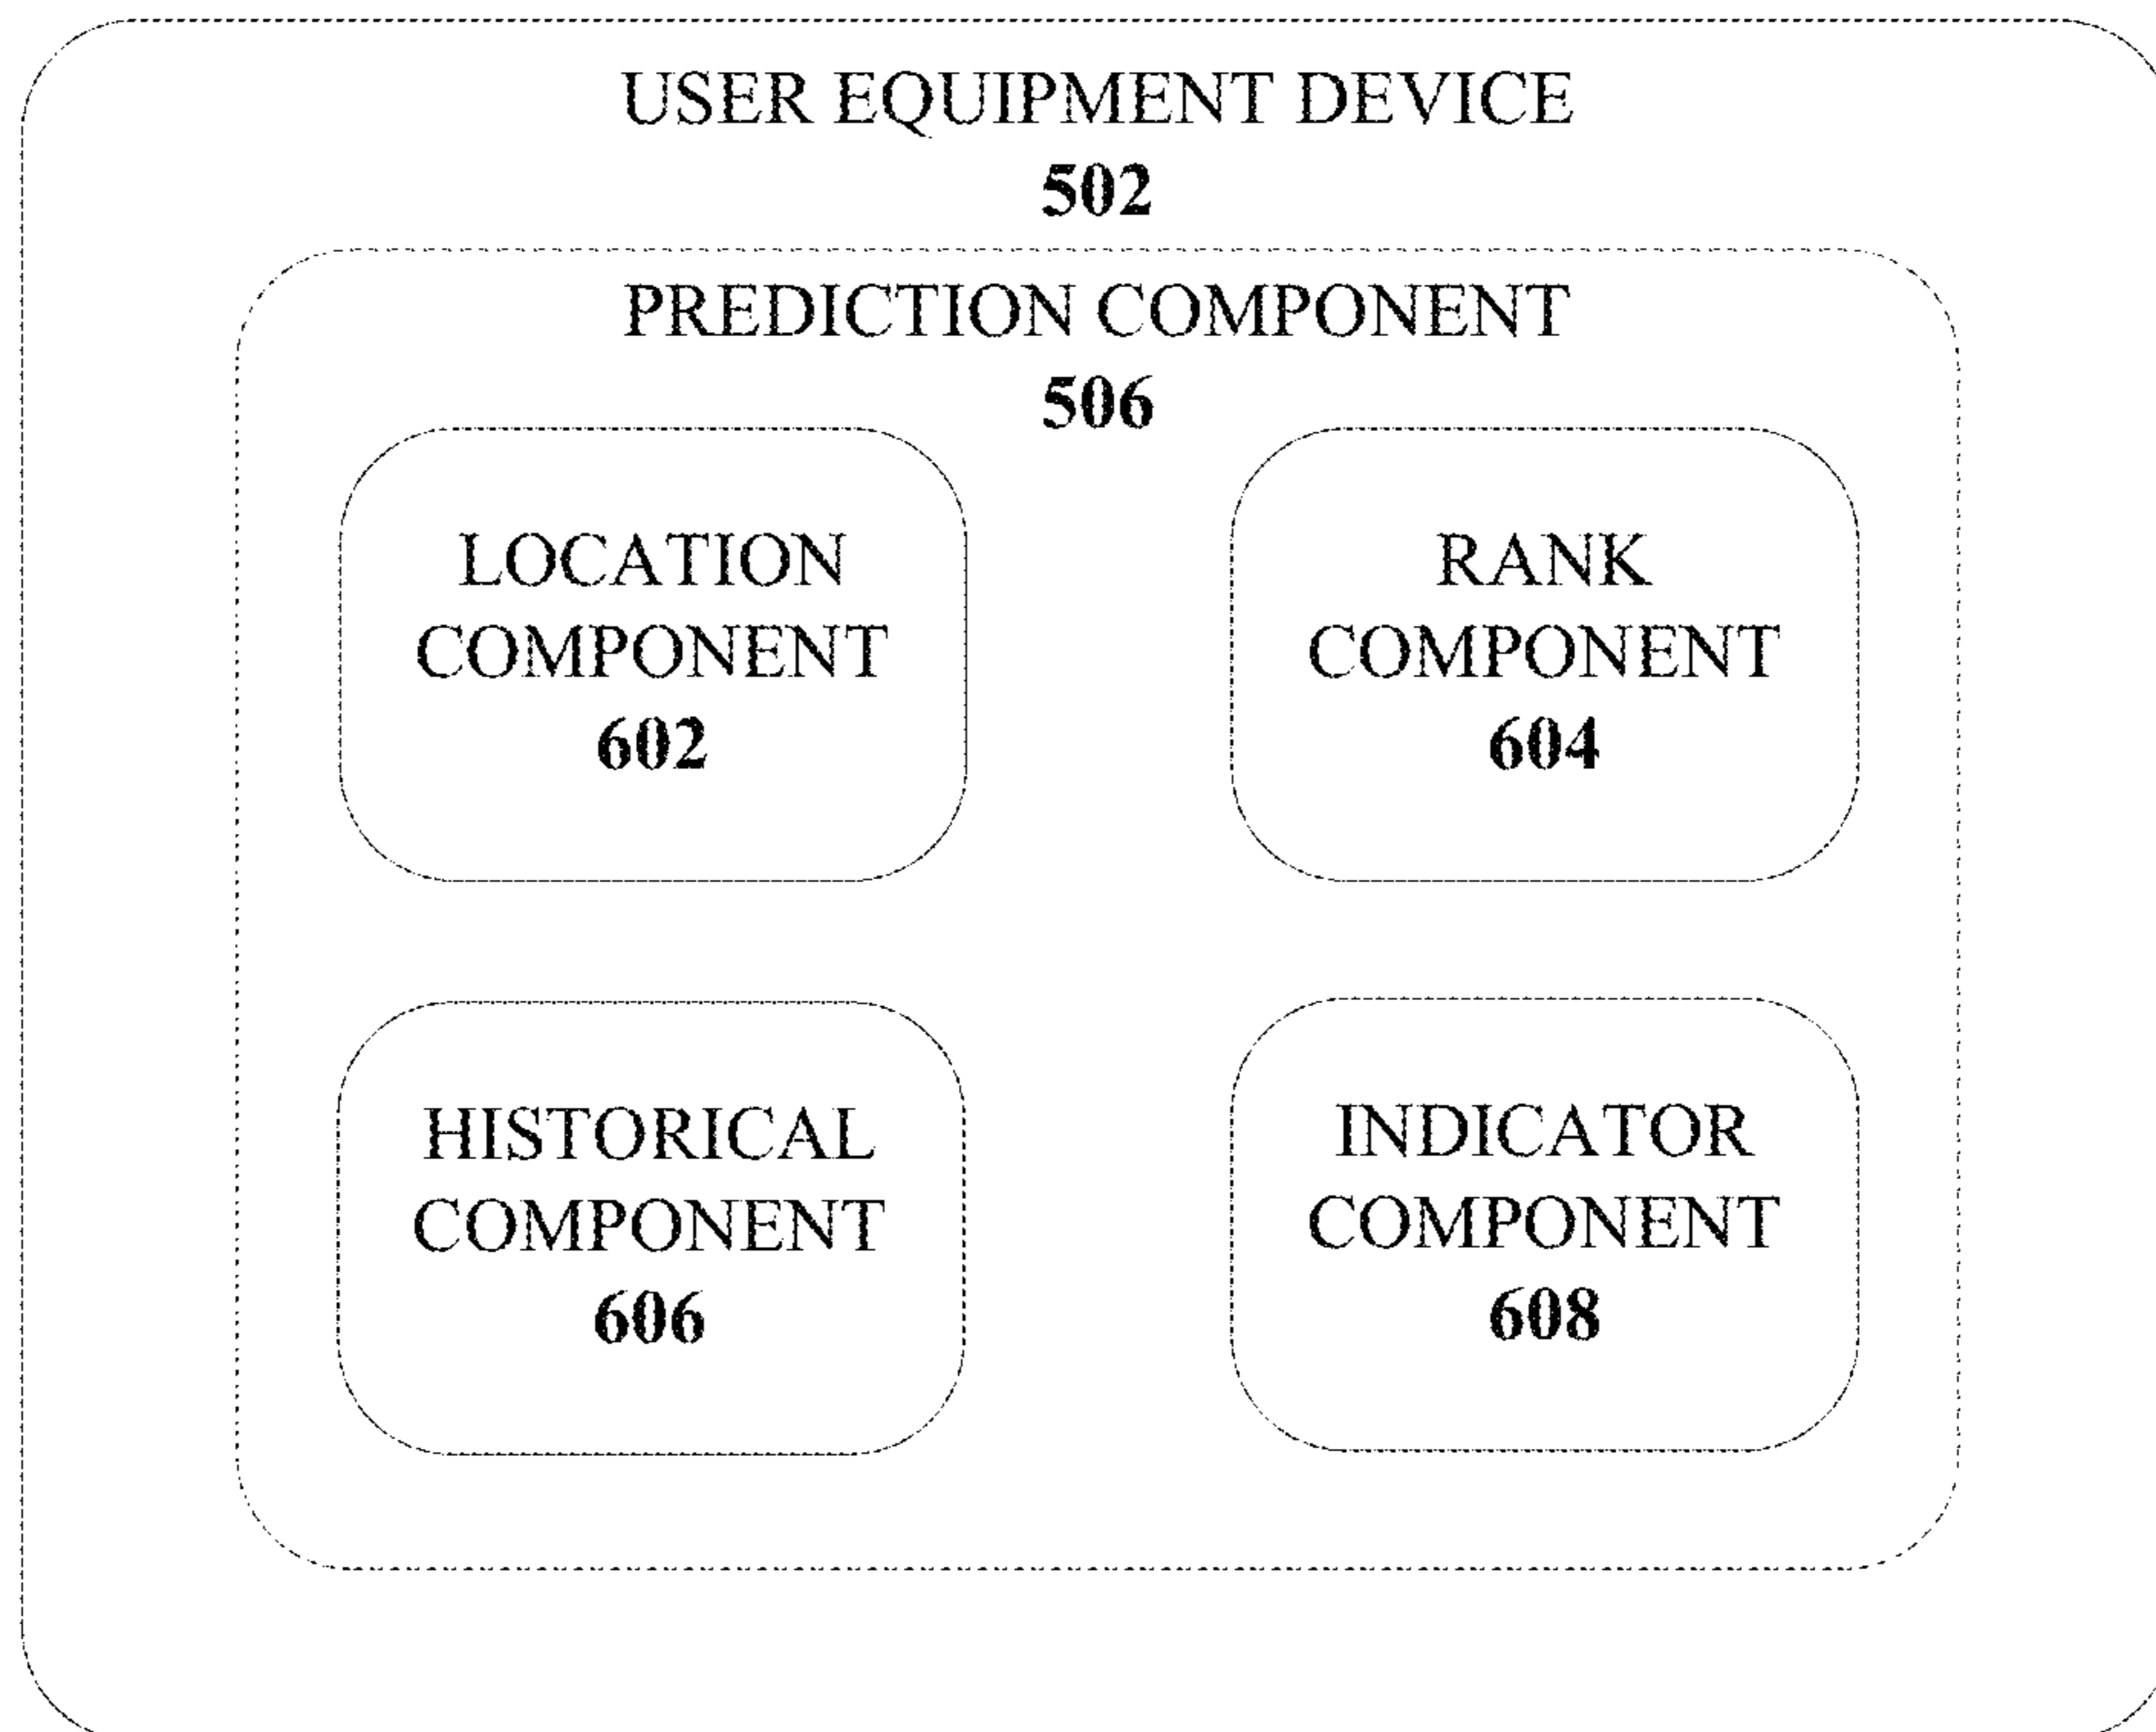 USER EQUIPMENT DEVICE
502
PREDICTION COMPONENT
506
LOCATION
COMPONENT
602
RANK
COMPONENT
604
HISTORICAL
COMPONENT
606
INDICATOR
COMPONENT
608